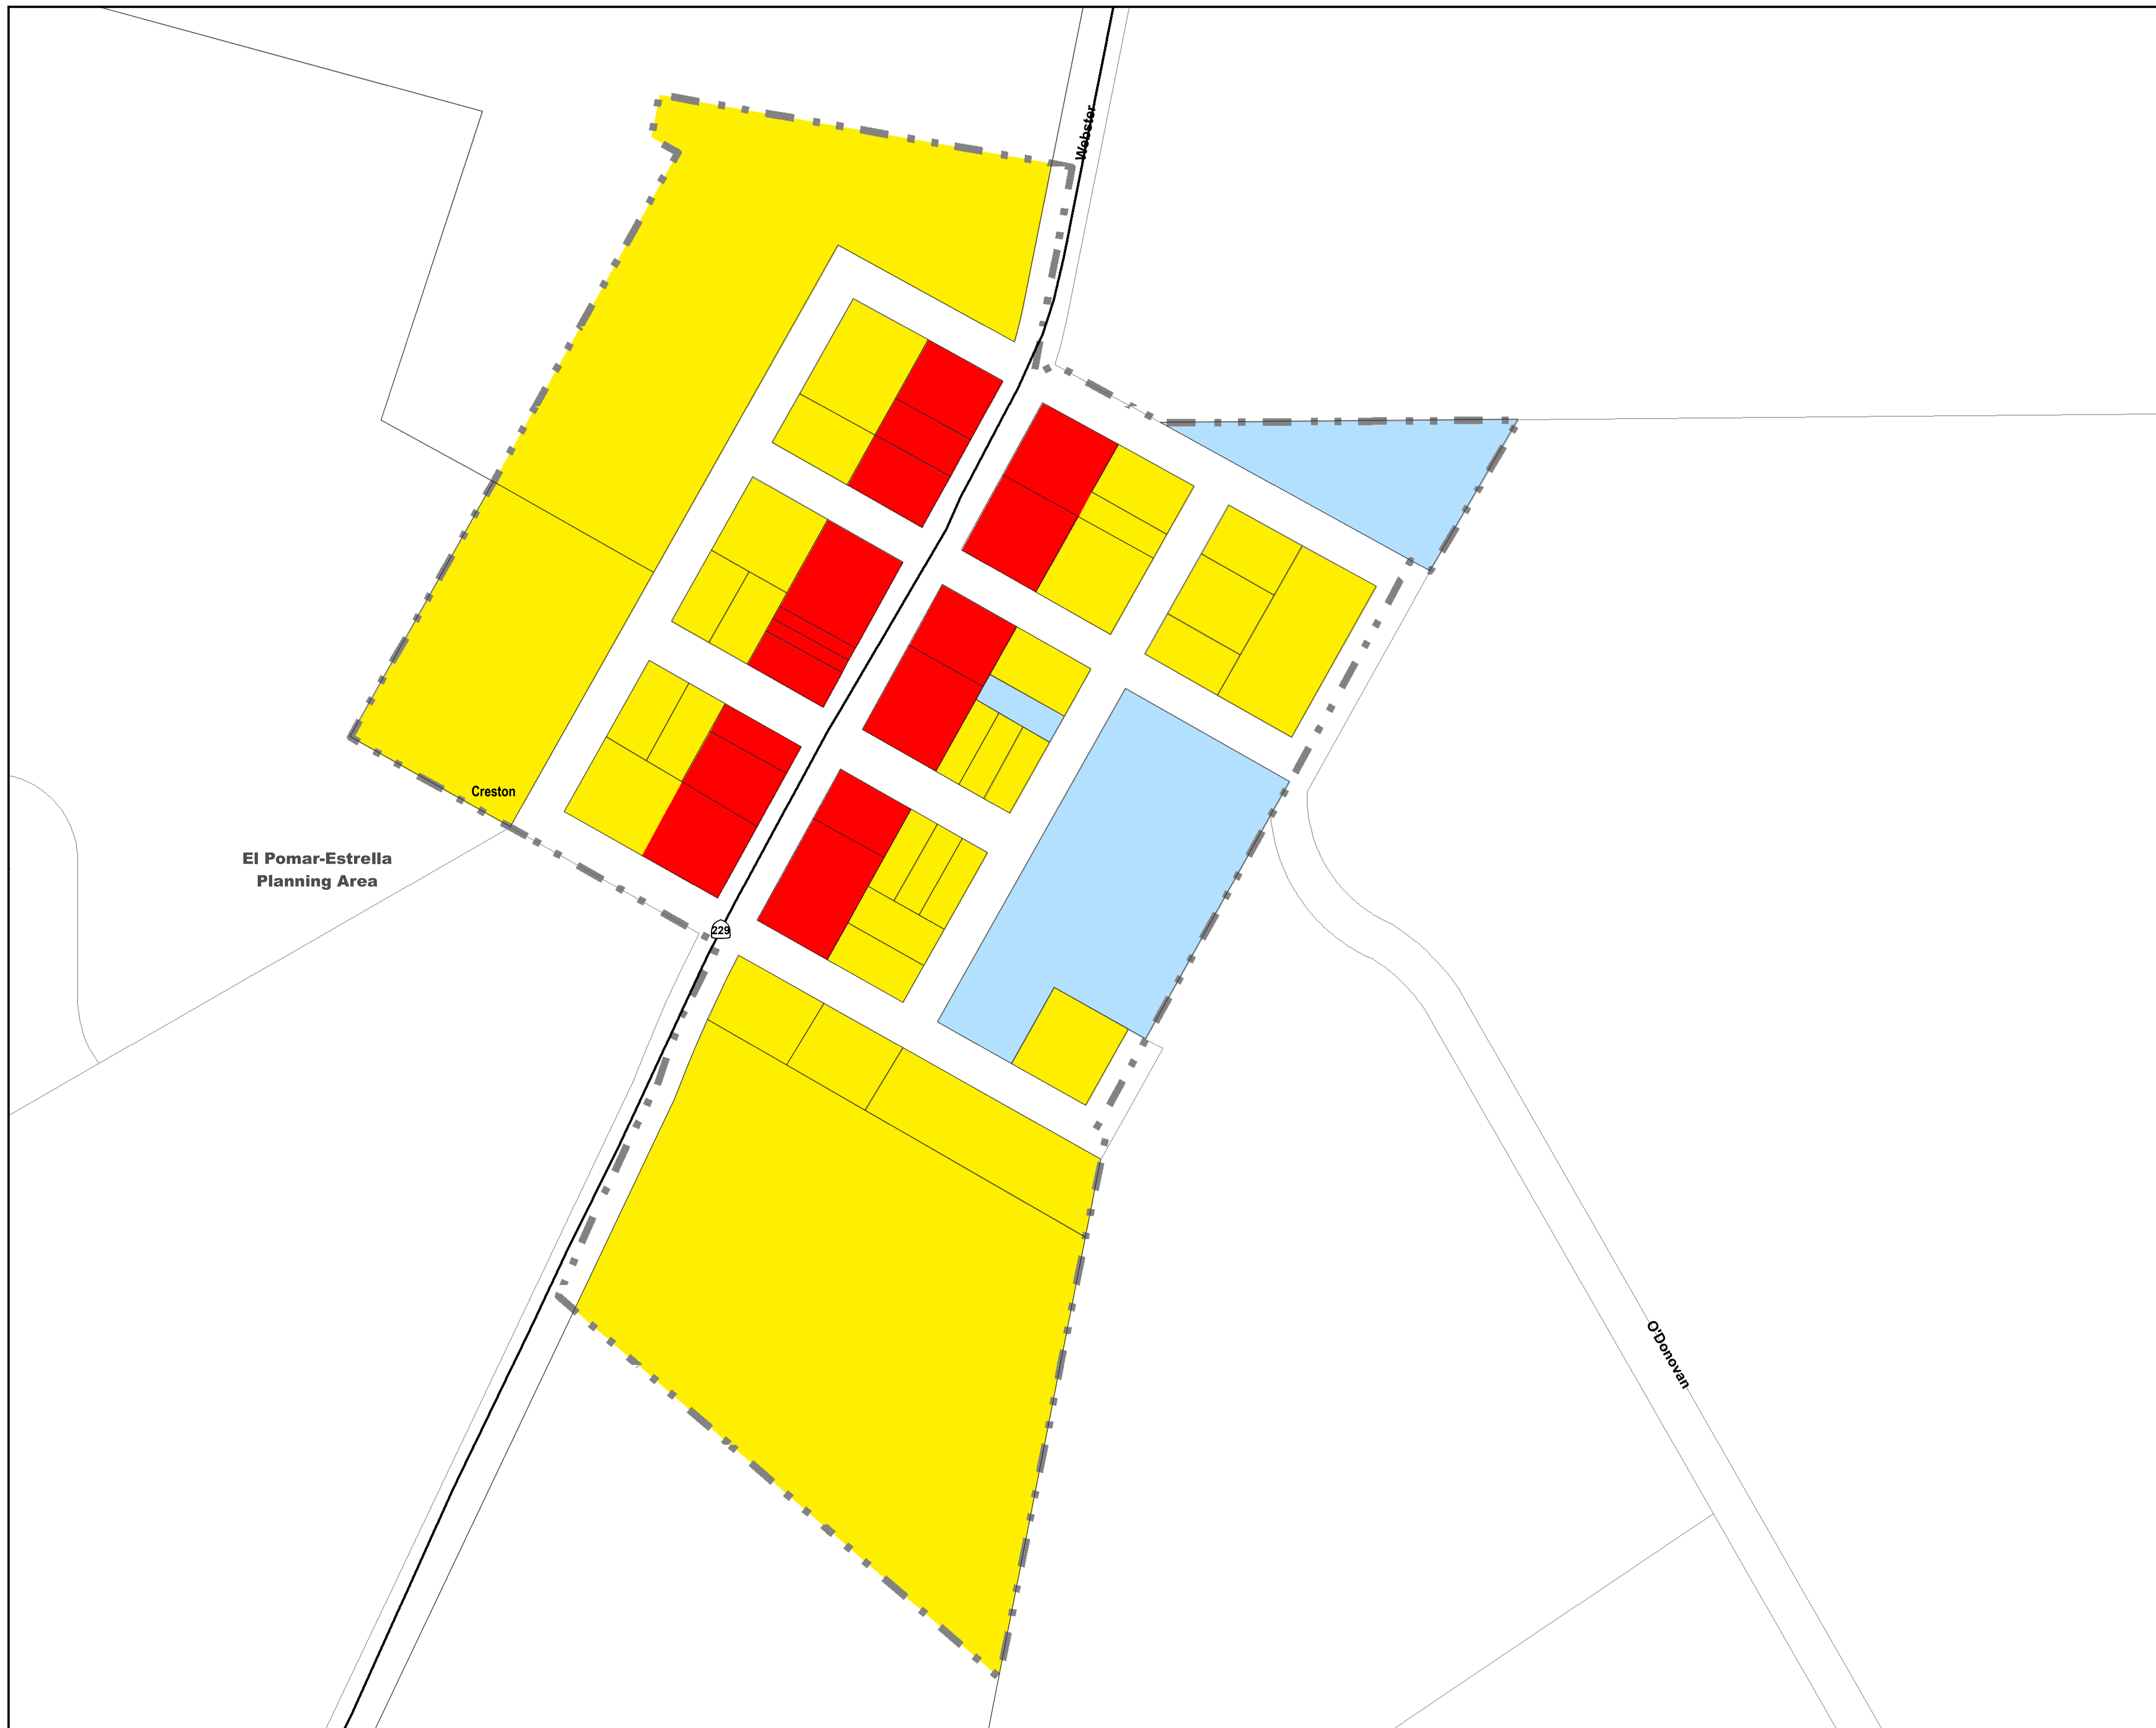 Webster
Creston
El Pomar-Estrella
Planning Area
229
O'Donovan